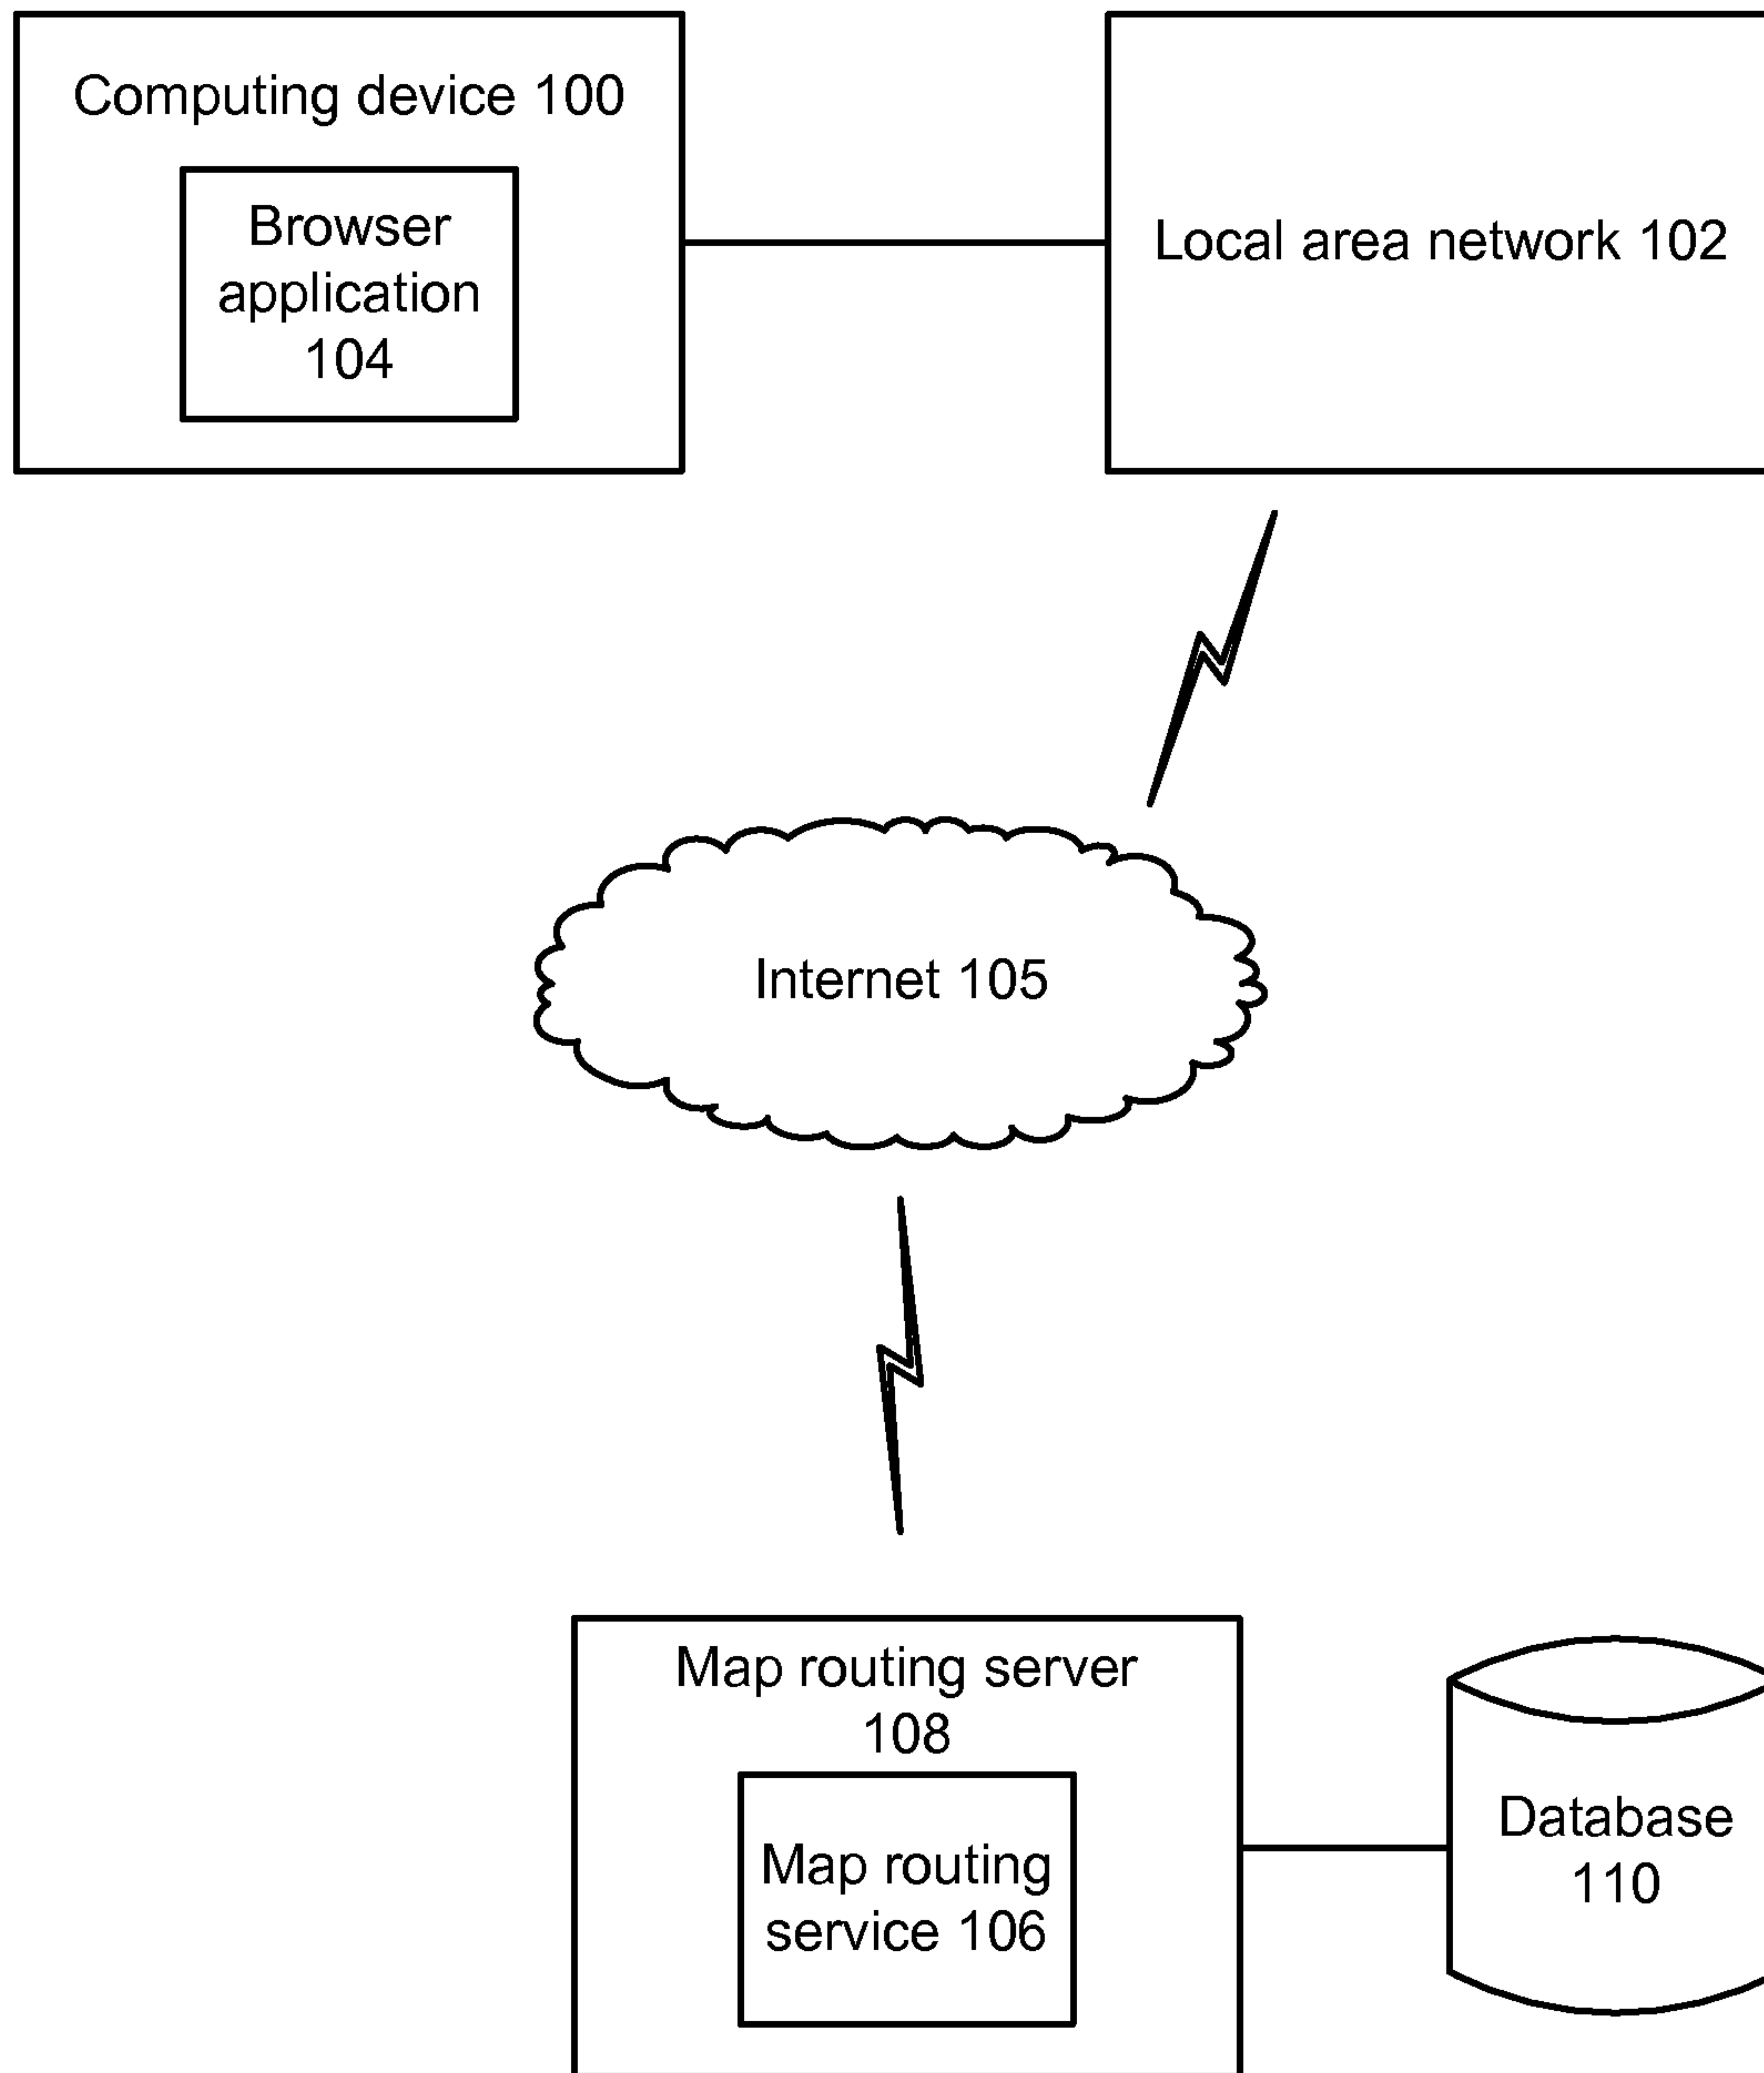 Computing device 100
Browser
application
104
Local area network 102
Internet 105
Map routing server
108
Map routing
service 106
Database
110